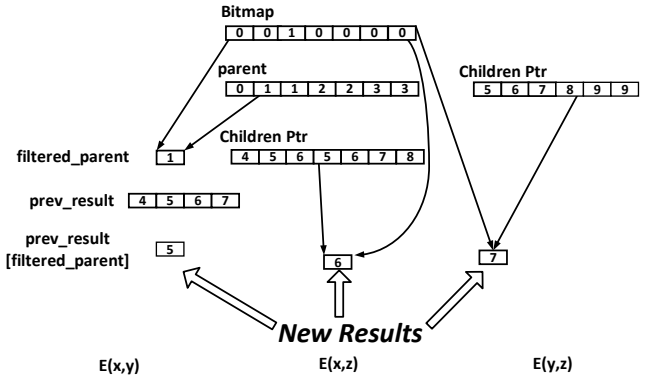 Bitmap
0 0 1 0 0 0 0
parent
0 1 1 2 2 3 3
Children Ptr
5 6 7 8 9 9
Children Ptr
4 5 6 5 6 7 8
filtered_parent 1
prev_result 4 5 6 7
prev_result
[filtered_parent] 5
6
7
New Results
E(x,y) E(x,z) E(y,z)